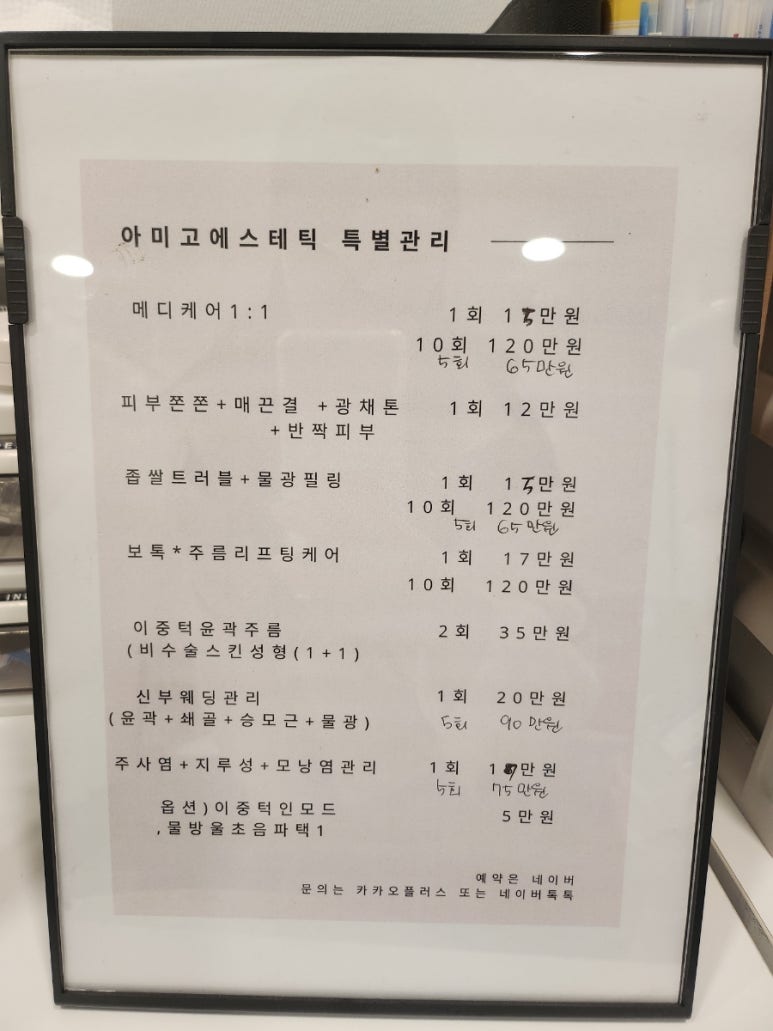 아미고에스테틱 특별관리
메디케어1:1 1회 15만원
10회 120만원
5회 65만원
피부쫀쫀+매끈결 +광채톤 1회 12만원
+반짝피부
좁쌀트러블+물광필링 1회 15만원
10회 120만원
5회 65만원
보톡*주름리프팅케어 1회 17만원
10회 120만원
이중턱윤곽주름 2회 35만원
(비수술스킨성형(1+1)
신부웨딩관리 1회 20만원
(윤곽+쇄골+승모근+물광) 5회 90만원
주사염+지루성+모낭염관리 1회
5회 75만원
옵션)이중턱인모드 5만원
,물방울초음파택1
예약은 네이버
문의는 카카오플러스 또는 네이버톡톡